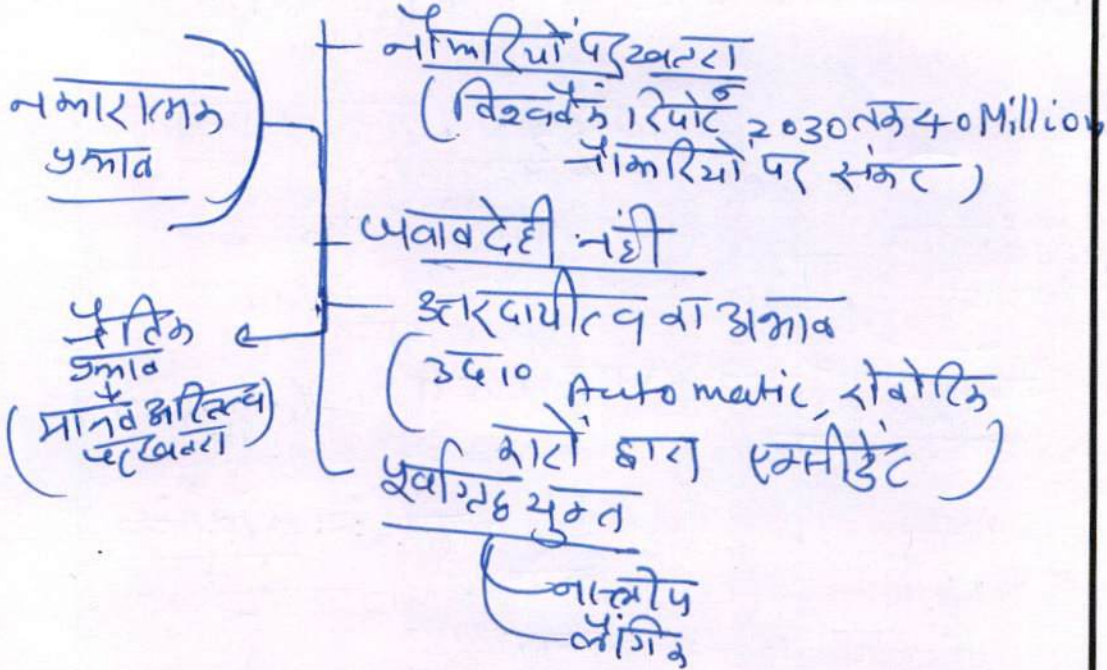 नकारात्मक
प्रभाव
नौकरियों पर खतरा
(विश्वबैंक रिपोर्ट 2030 तक 40 Million
नौकरियों पर संकट)
जवाबदेही नहीं
उत्तरदायीत्व का अभाव
(उदा० Automatic, रोबोटिक
कारों द्वारा एक्सीडेंट)
पूर्वाग्रह युक्त
नास्लीय
लैंगिक
नैतिक
प्रभाव
(मानव अस्तित्व
पर खतरा)